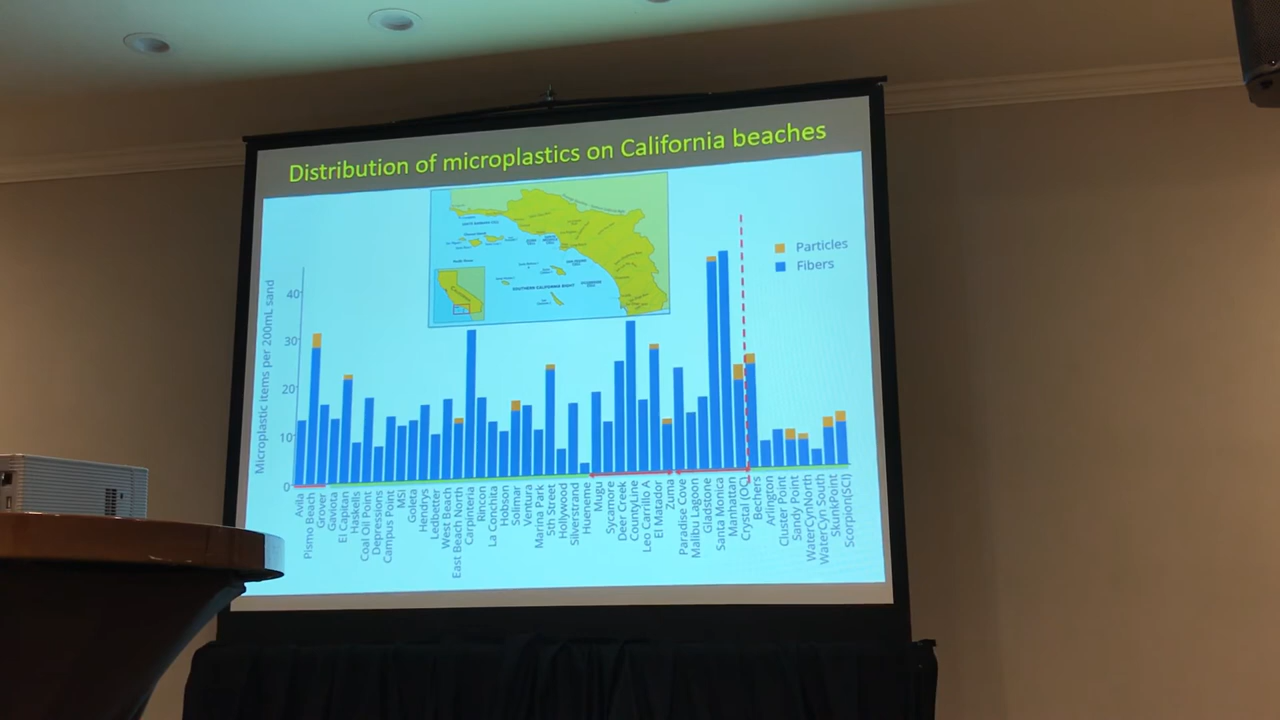 Distribution of microplastics on California beaches
Particles
Fibers
Microplastic items per 200mL sand
40
30
20
10
0
SOUTHERN CALIFORNIA BIGHT
Avila
Pismo Beach
Grover
Gaviota
El Capitan
Haskells
Coal Oil Point
Depressions
Campus Point
MSI
Goleta
Hendrys
Ledbetter
West Beach
East Beach North
Carpinteria
Rincon
La Conchita
Hobson
Solimar
Ventura
Marina Park
5th Street
Hollywood
Silverstrand
Hueneme
Mugu
Sycamore
Deer Creek
CountyLine
Leo Carrillo A
El Matador
Zuma
Paradise Cove
Malibu Lagoon
Gladstone
Santa Monica
Manhattan
Crystal (OC)
Bechers
Arlington
Cluster Point
Sandy Point
WaterCynNorth
WaterCyn South
SkunkPoint
Scorpion(SCI)